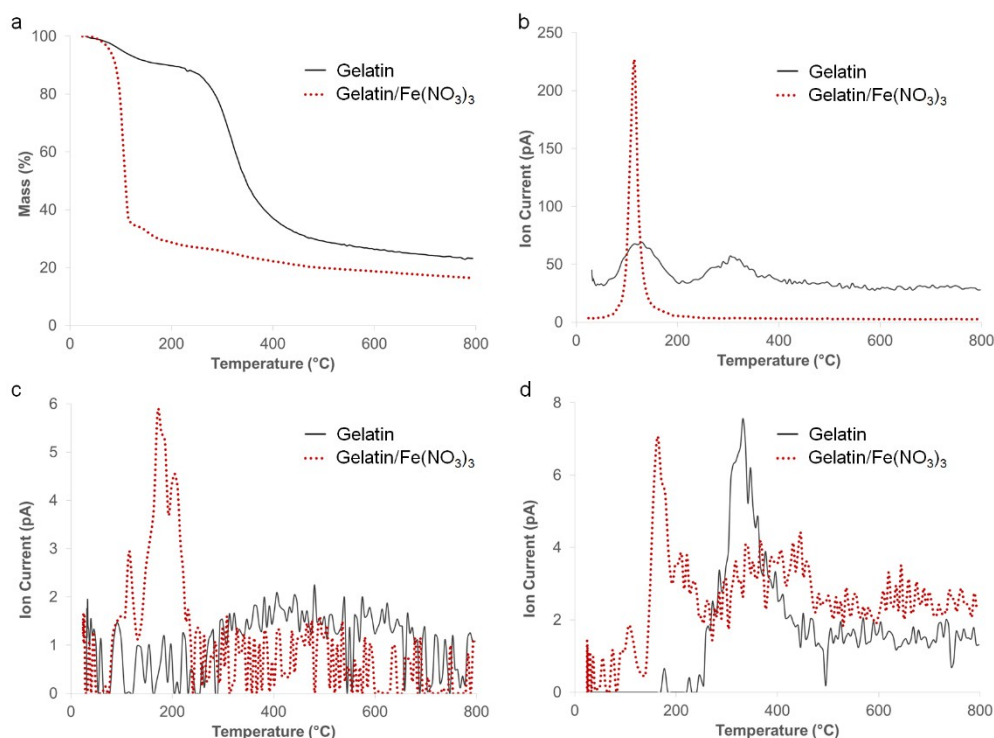 a
100
80
60
40
20
0
Mass (%)
Gelatin
Gelatin/Fe(NO3)3
0
200
400
600
800
Temperature (°C)
b
250
200
150
100
50
0
Ion Current (pA)
Gelatin
Gelatin/Fe(NO3)3
0
200
400
600
800
Temperature (°C)
c
6
5
4
3
2
1
0
Ion Current (pA)
Gelatin
Gelatin/Fe(NO3)3
0
200
400
600
800
Temperature (°C)
d
8
6
4
2
0
Ion Current (pA)
Gelatin
Gelatin/Fe(NO3)3
0
200
400
600
800
Temperature (°C)